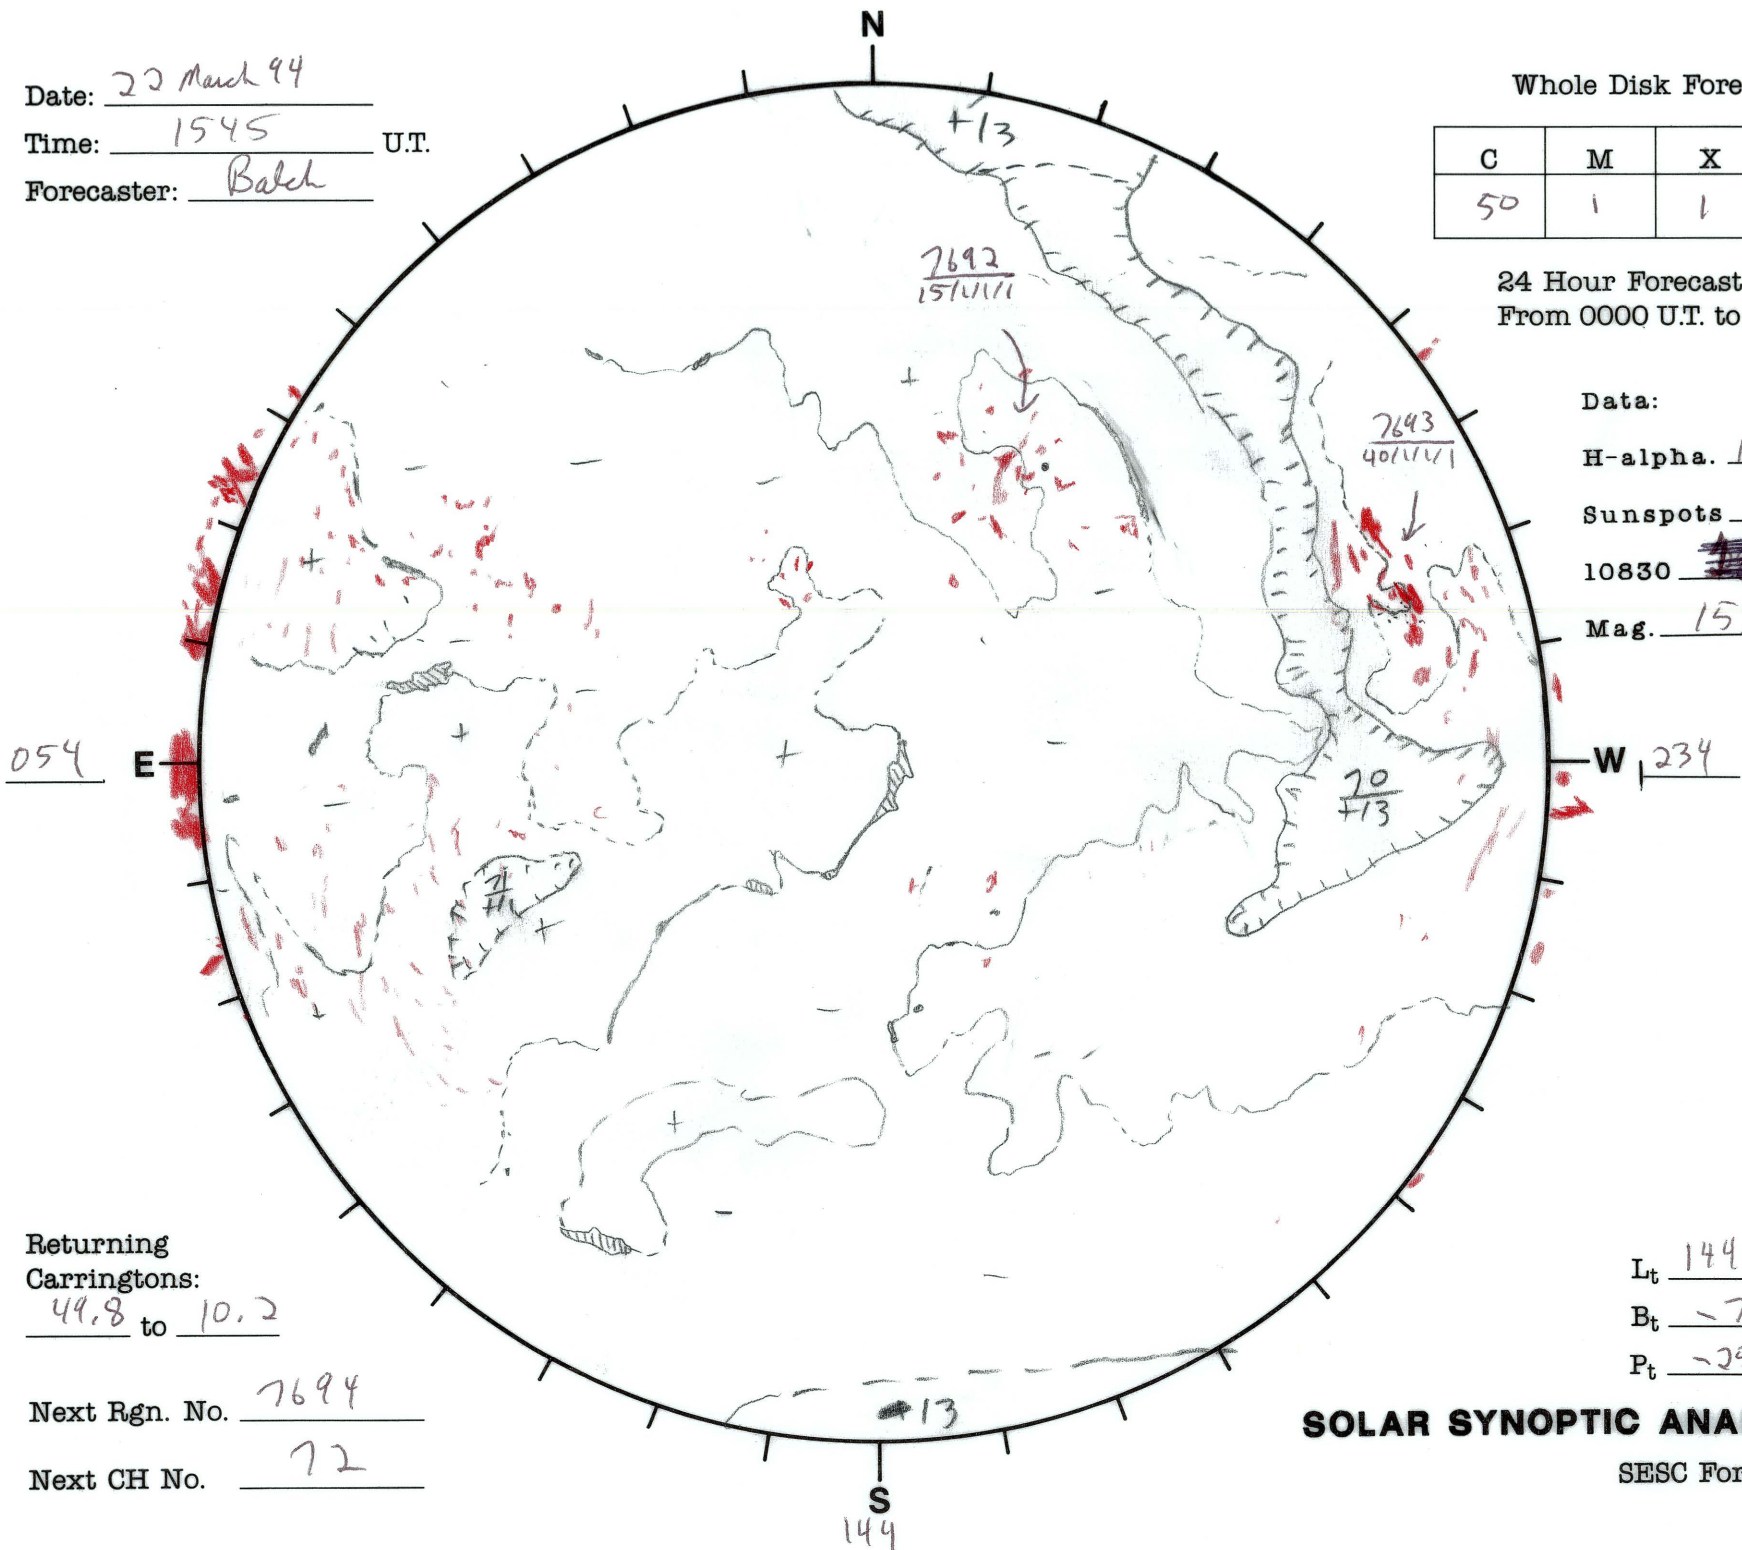 N
Date: 22 March 94
Time: 1545 U.T.
Forecaster: Balch
Whole Disk Fore
C M X
50 1 1
24 Hour Forecast
From 0000 U.T. to
+13
7692
15/1/1/1
7693
40/1/1/1
Data:
H-alpha.
Sunspots
10830
Mag. 15
054 E
W 234
70
+13
71
Returning
Carringtons:
49.8 to 10.2
Next Rgn. No. 7694
Next CH No. 72
+13
S
144
Lt 144
Bt -7
Pt -2
SOLAR SYNOPTIC ANA
SESC For